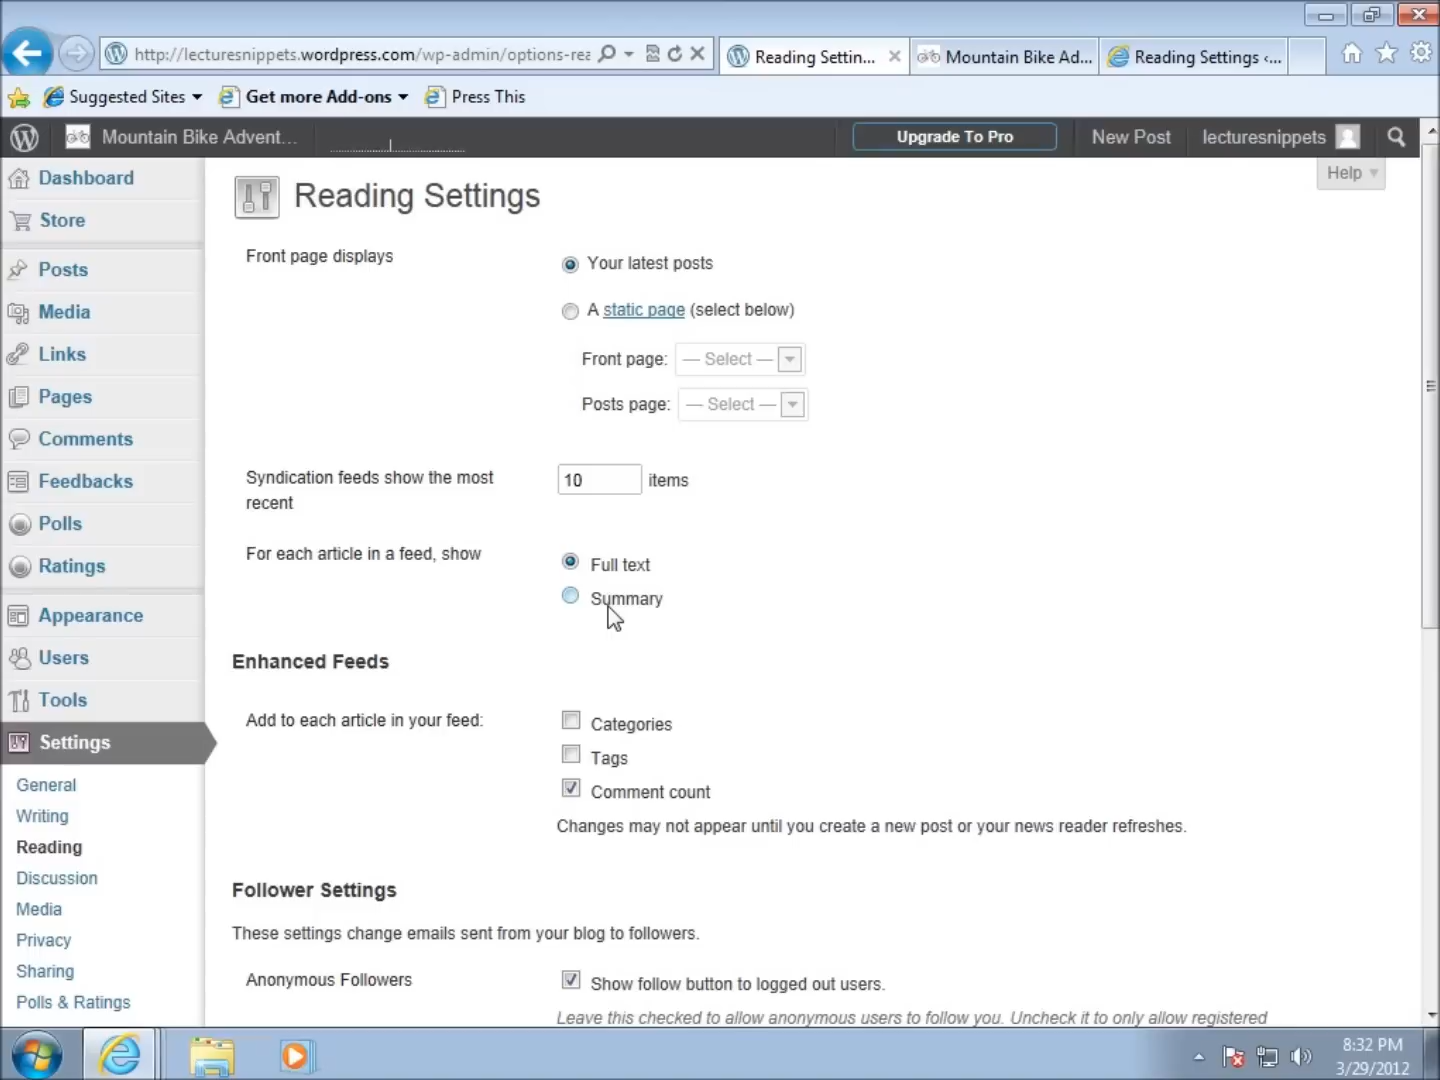 http://lecturesnippets.wordpress.com/wp-admin/options-rea
Reading Settin...
Mountain Bike Ad...
Reading Settings ‹...
Suggested Sites
Get more Add-ons
Press This
Mountain Bike Advent...
Upgrade To Pro
New Post
lecturesnippets
Help
Dashboard
Store
Posts
Media
Links
Pages
Comments
Feedbacks
Polls
Ratings
Appearance
Users
Tools
Settings
General
Writing
Reading
Discussion
Media
Privacy
Sharing
Polls & Ratings
Reading Settings
Front page displays
Your latest posts
A static page (select below)
Front page: — Select —
Posts page: — Select —
Syndication feeds show the most
recent
10 items
For each article in a feed, show
Full text
Summary
Enhanced Feeds
Add to each article in your feed:
Categories
Tags
Comment count
Changes may not appear until you create a new post or your news reader refreshes.
Follower Settings
These settings change emails sent from your blog to followers.
Anonymous Followers
Show follow button to logged out users.
Leave this checked to allow anonymous users to follow you. Uncheck it to only allow registered
8:32 PM
3/29/2012